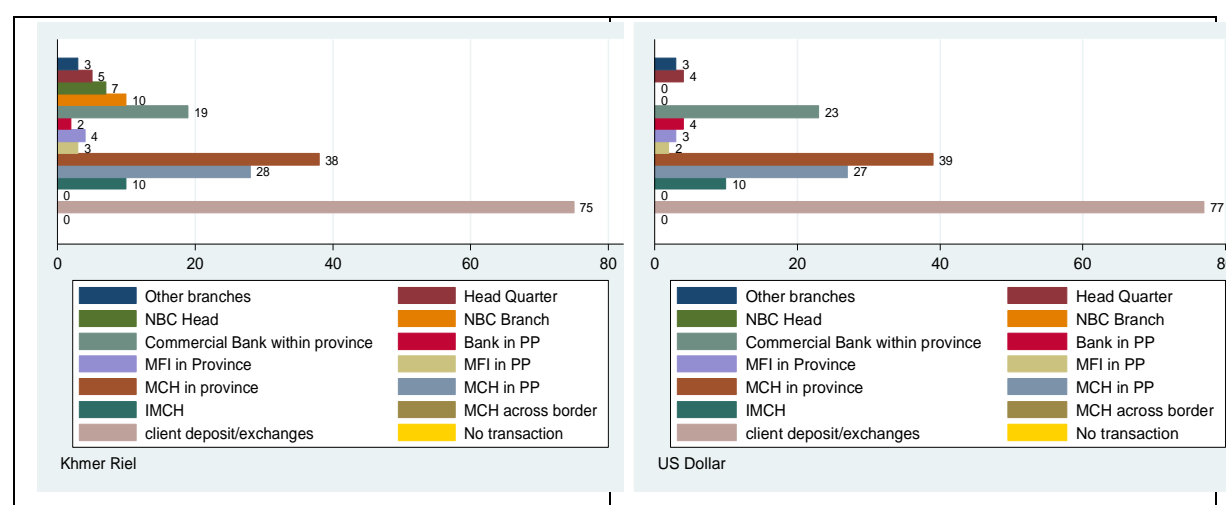 3
5
7
10
19
2
4
3
38
28
10
0
75
0
0 20 40 60 80
Other branches Head Quarter
NBC Head NBC Branch
Commercial Bank within province Bank in PP
MFI in Province MFI in PP
MCH in province MCH in PP
IMCH MCH across border
client deposit/exchanges No transaction
Khmer Riel
3
4
0
0
23
4
3
2
39
27
10
0
77
0
0 20 40 60 8
Other branches Head Quarter
NBC Head NBC Branch
Commercial Bank within province Bank in PP
MFI in Province MFI in PP
MCH in province MCH in PP
IMCH MCH across border
client deposit/exchanges No transaction
US Dollar